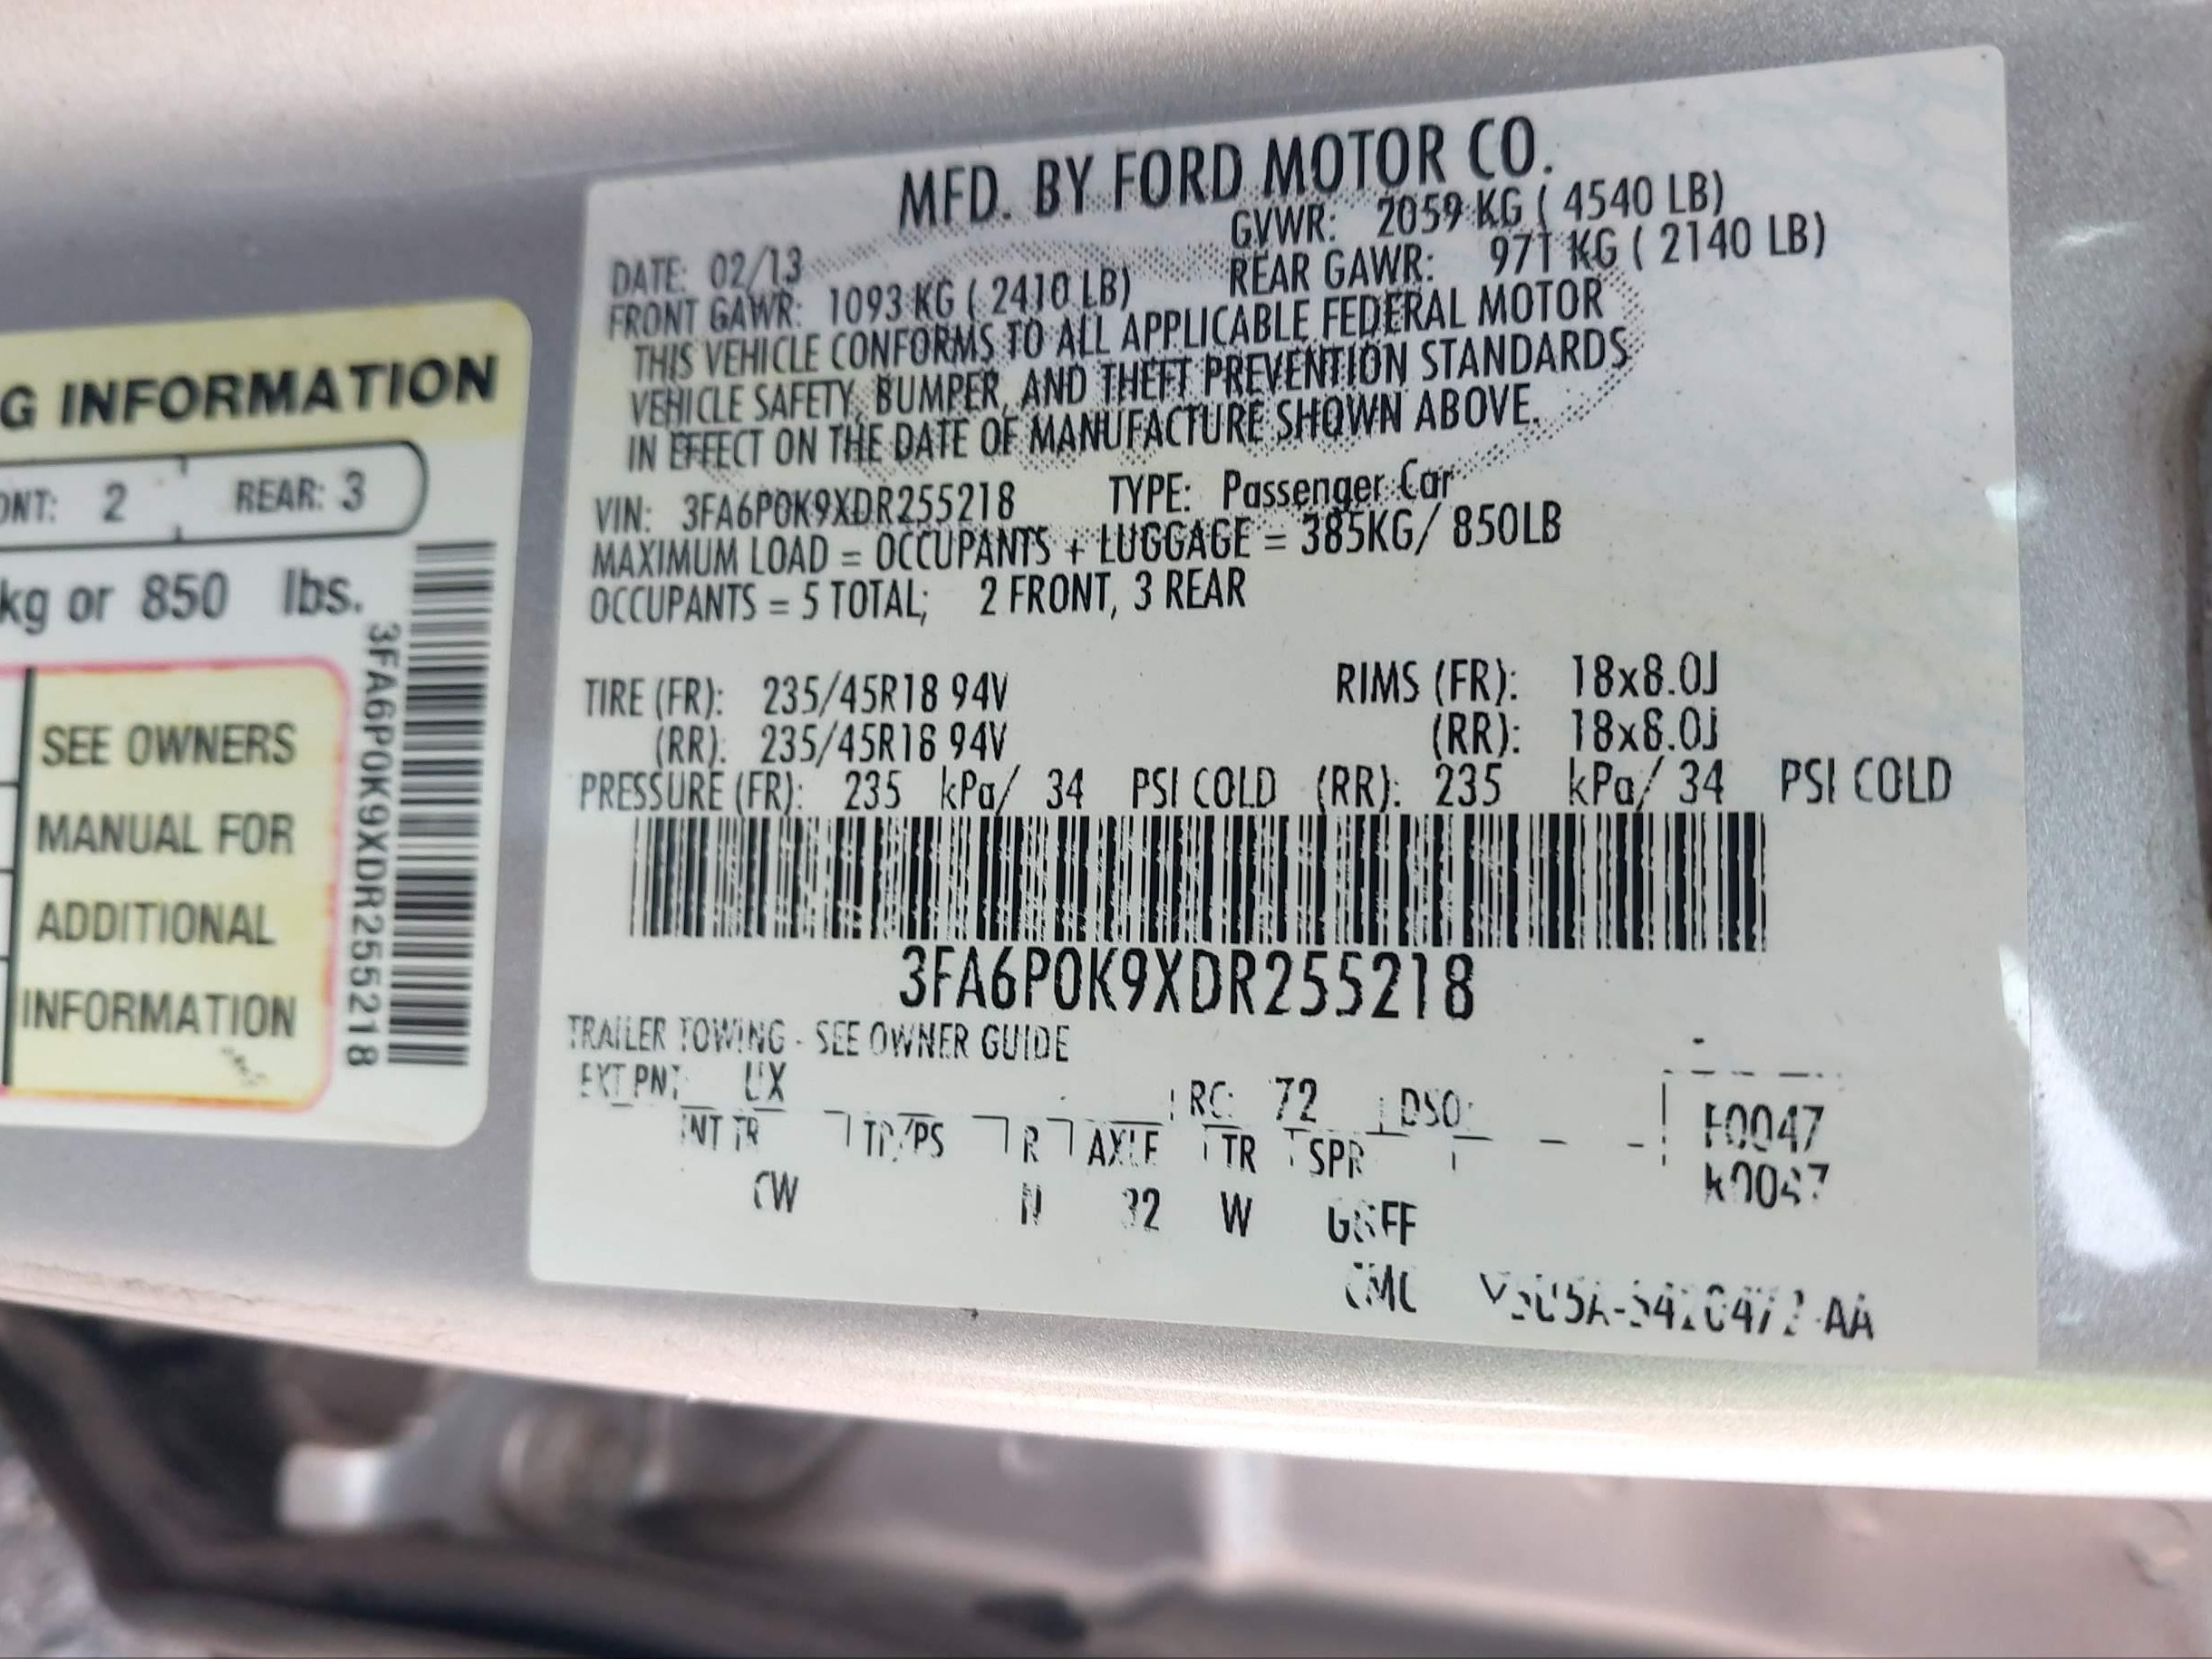 G INFORMATION
ONT: 2 REAR: 3
kg or 850 lbs.
SEE OWNERS
MANUAL FOR
ADDITIONAL
INFORMATION
3FA6P0K9XDR255218
MFD. BY FORD MOTOR CO.
DATE: 02/13 GVWR: 2059 KG ( 4540 LB)
FRONT GAWR: 1093 KG ( 2410 LB) REAR GAWR: 971 KG ( 2140 LB)
THIS VEHICLE CONFORMS TO ALL APPLICABLE FEDERAL MOTOR
VEHICLE SAFETY, BUMPER, AND THEFT PREVENTION STANDARDS
IN EFFECT ON THE DATE OF MANUFACTURE SHOWN ABOVE.
VIN: 3FA6P0K9XDR255218 TYPE: Passenger Car
MAXIMUM LOAD = OCCUPANTS + LUGGAGE = 385KG/ 850LB
OCCUPANTS = 5 TOTAL; 2 FRONT, 3 REAR
TIRE (FR): 235/45R18 94V RIMS (FR): 18x8.0J
(RR): 235/45R18 94V (RR): 18x8.0J
PRESSURE (FR): 235 kPa/ 34 PSI COLD (RR): 235 kPa/ 34 PSI COLD
3FA6P0K9XDR255218
TRAILER TOWING - SEE OWNER GUIDE
EXT PNT: UX RC: 72 DSO:
INT TR TP/PS R AXLE TR SPR F0047
CW N 32 W K0047